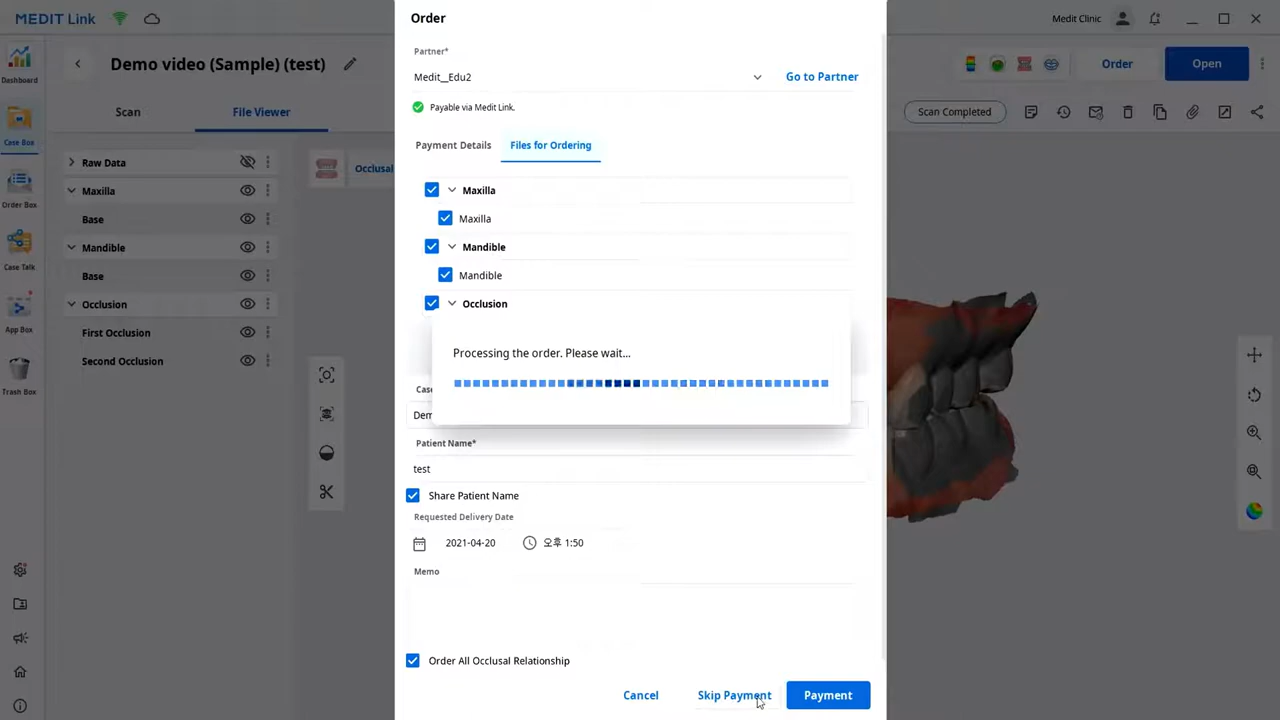 MEDIT Link
Medit Clinic
Dashboard
Case Box
Order Box
Case Talk
App Box
Trash Box
Demo video (Sample) (test)
Scan
File Viewer
Raw Data
Maxilla
Base
Mandible
Base
Occlusion
First Occlusion
Second Occlusion
Occlusal
Order
Partner*
Medit__Edu2
Go to Partner
Payable via Medit Link.
Payment Details
Files for Ordering
Maxilla
Maxilla
Mandible
Mandible
Occlusion
Processing the order. Please wait...
Case
Dem
Patient Name*
test
Share Patient Name
Requested Delivery Date
2021-04-20
오후 1:50
Memo
Order All Occlusal Relationship
Cancel
Skip Payment
Payment
Order
Open
Scan Completed